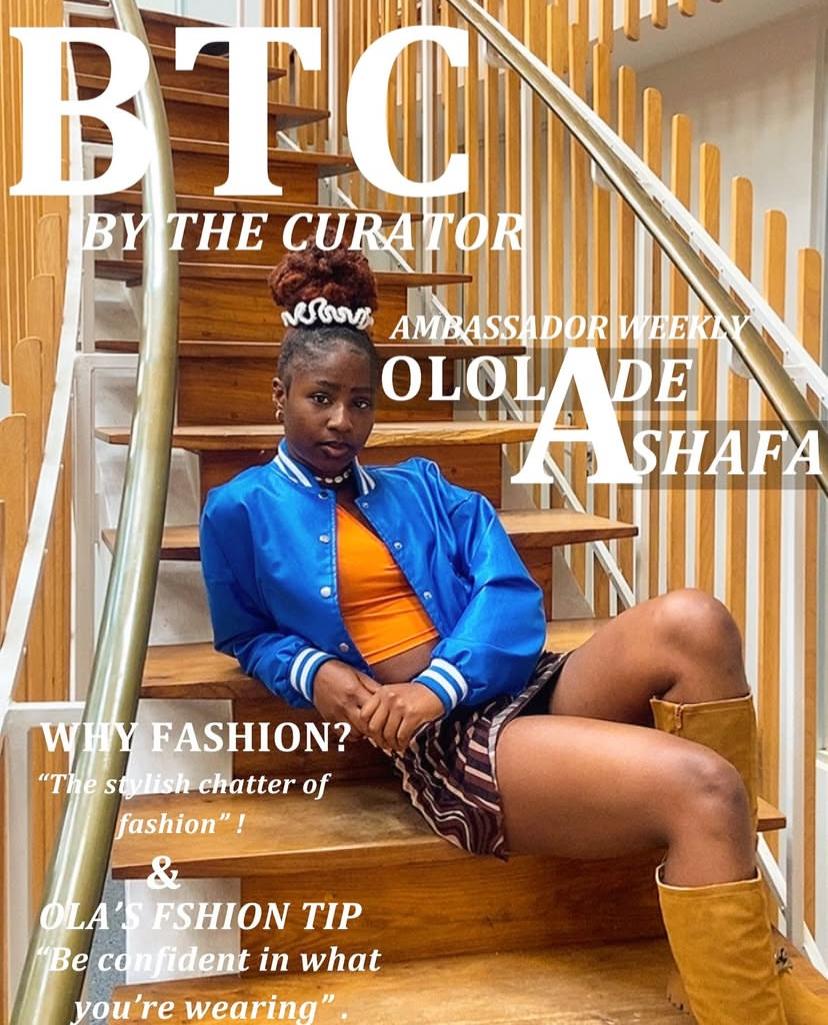 BTC
BY THE CURATOR
AMBASSADOR WEEKLY
OLOLADE
ASHAFA
WHY FASHION?
“The stylish chatter of
fashion” !
&
OLA’S FSHION TIP
“Be confident in what
you’re wearing” .